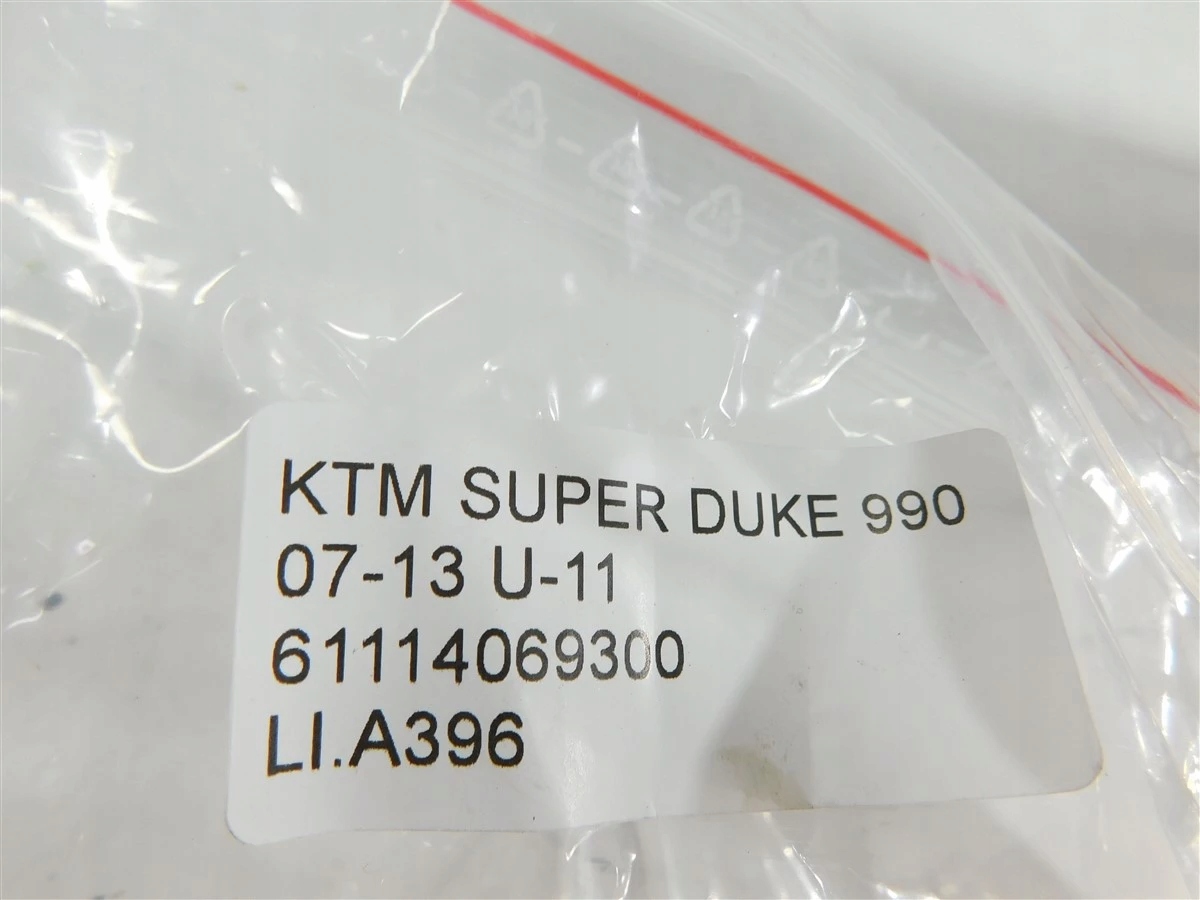 KTM SUPER DUKE 990
07-13 U-11
61114069300
LI.A396